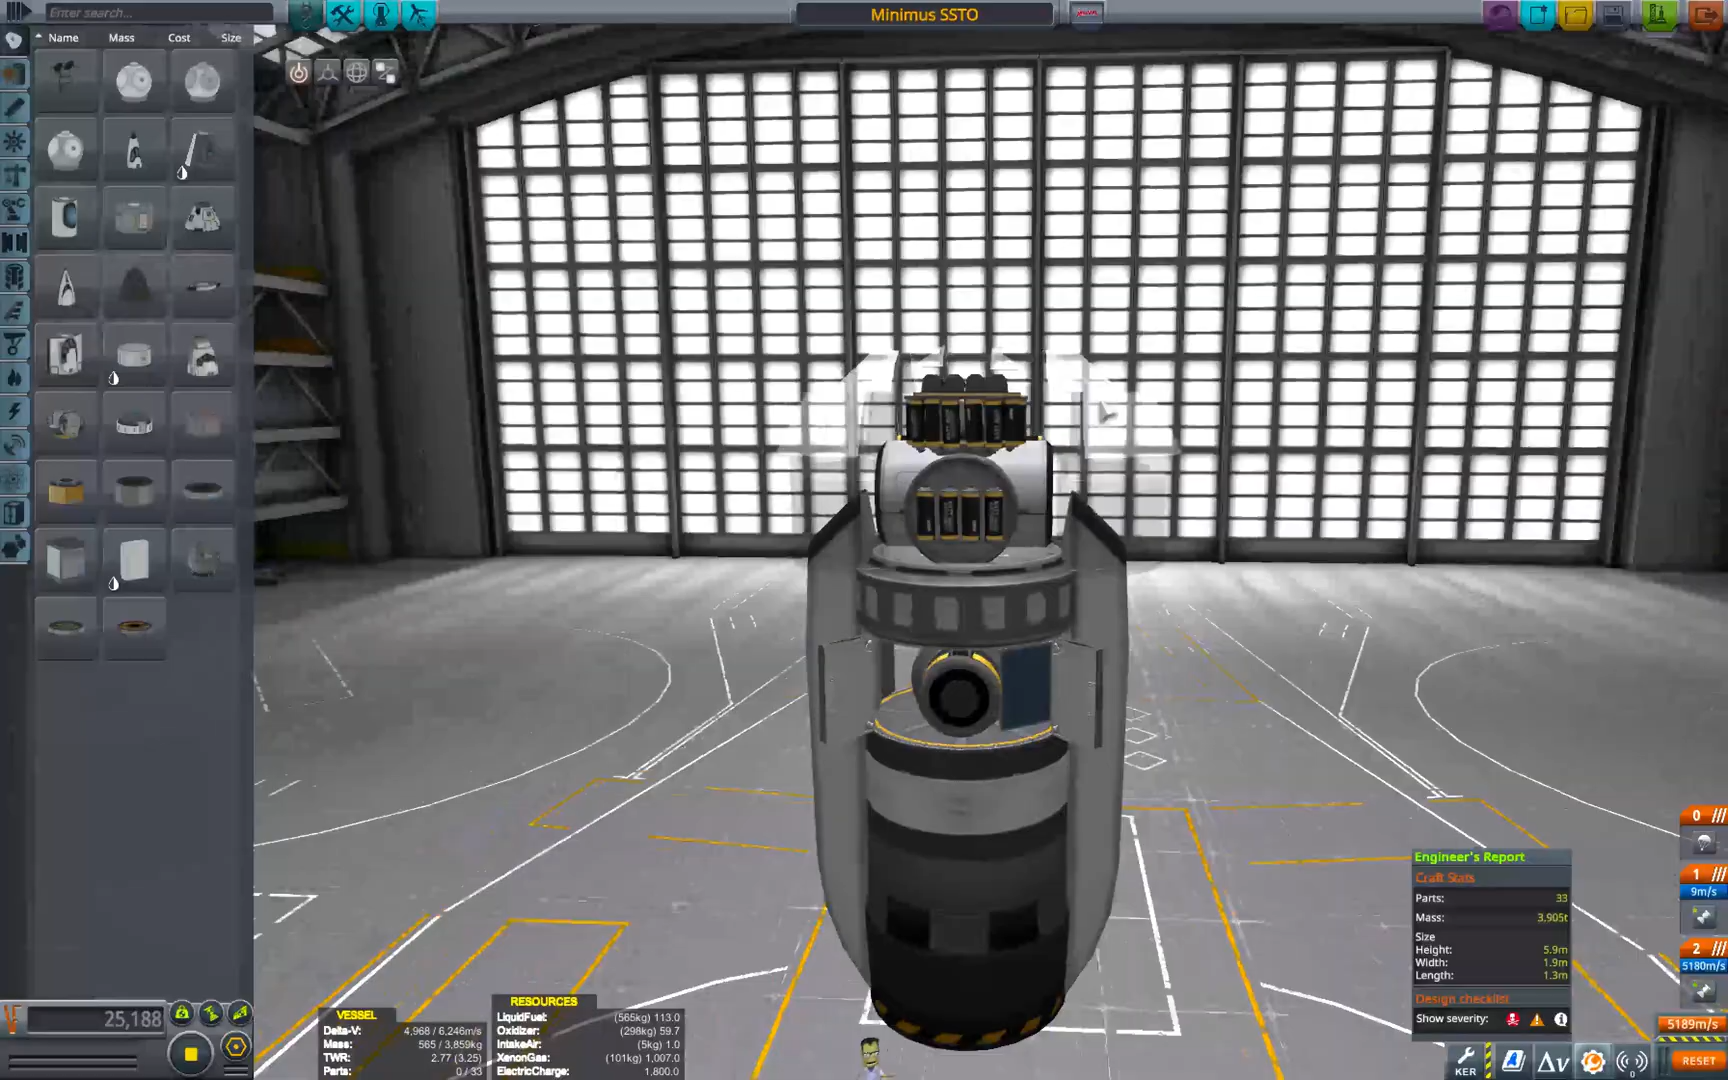 Enter search...
Minimus SSTO
Name Mass Cost Size
0
1
9m/s
2
5180m/s
5189m/s
Engineer's Report
Craft Stats
Parts: 33
Mass: 3.905t
Size
Height: 5.9m
Width: 1.9m
Length: 1.3m
Design checklist
Show severity:
25,188
VESSEL
Delta-V: 4,968 / 6,246m/s
Mass: 565 / 3,859kg
TWR: 2.77 (3.25)
Parts: 0 / 33
RESOURCES
LiquidFuel: (565kg) 113.0
Oxidizer: (298kg) 59.7
IntakeAir: (5kg) 1.0
XenonGas: (101kg) 1,007.0
ElectricCharge: 1,800.0
KER
Δv
0
RESET